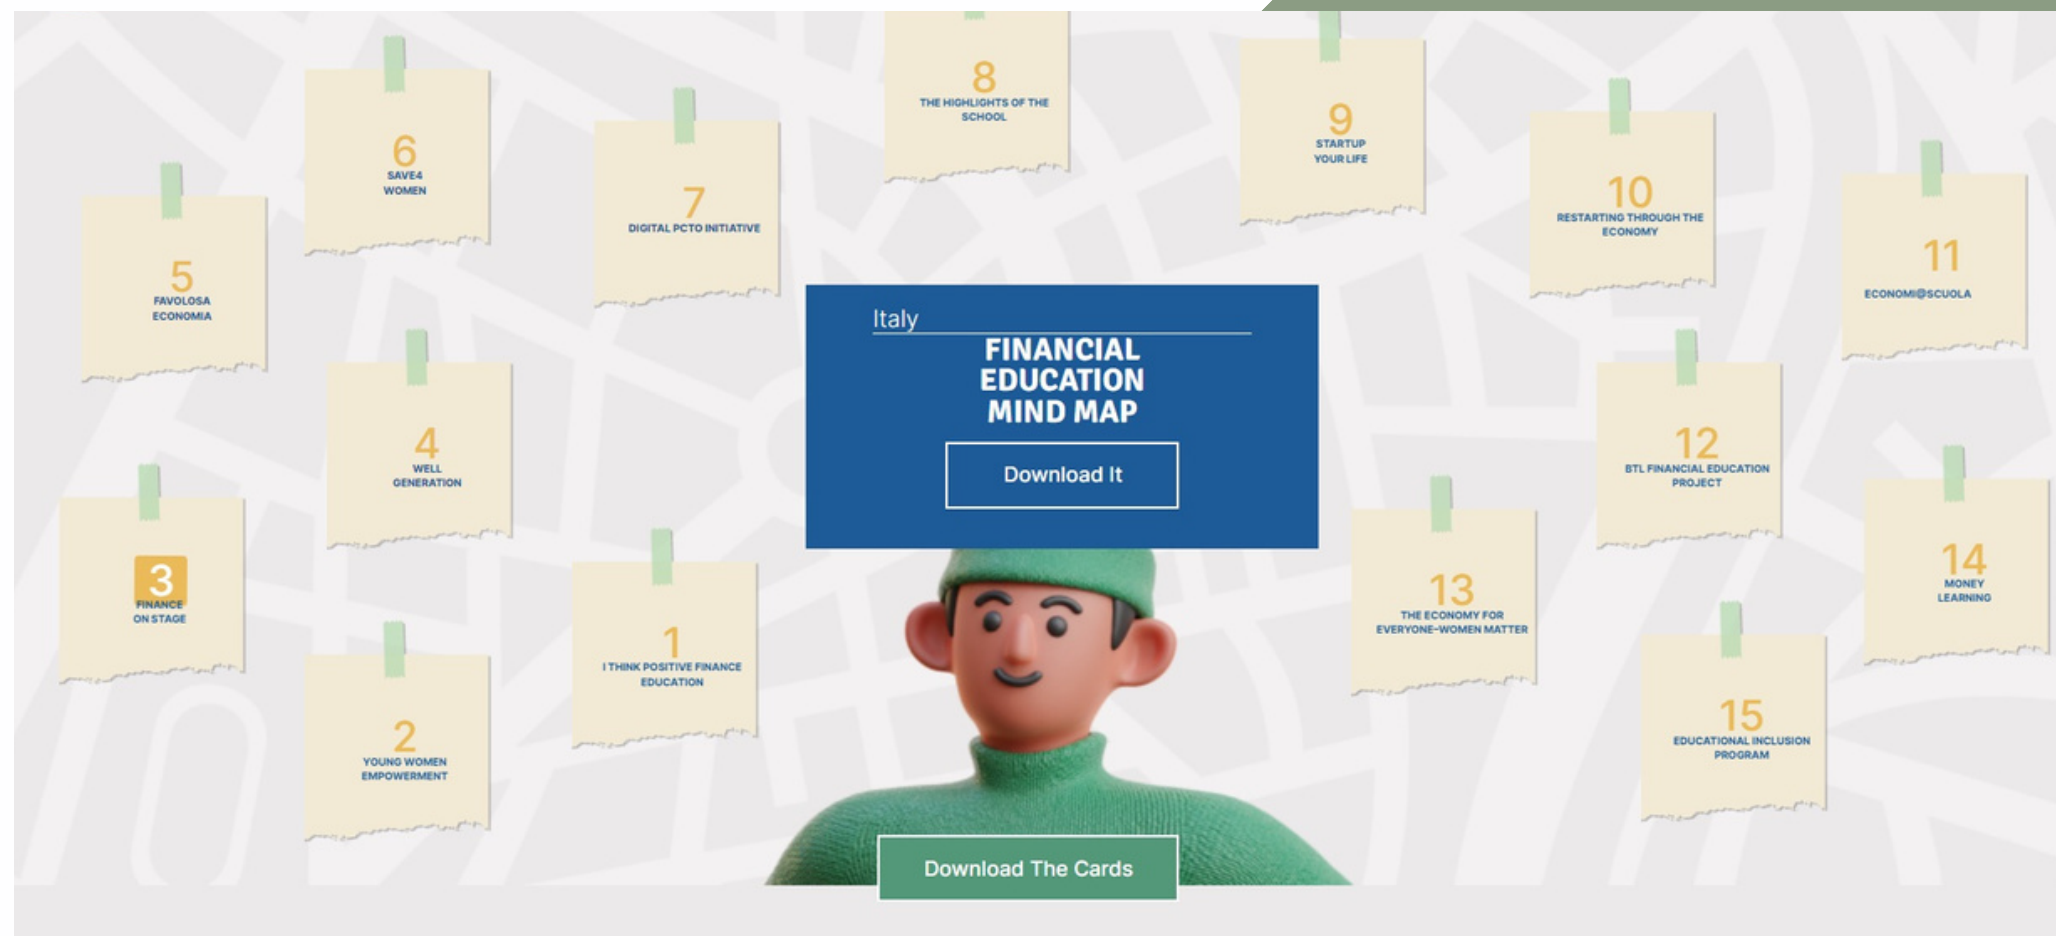 8
THE HIGHLIGHTS OF THE
SCHOOL
9
STARTUP
YOUR LIFE
6
SAVE4
WOMEN
7
DIGITAL PCTO INITIATIVE
10
RESTARTING THROUGH THE
ECONOMY
11
ECONOMI@SCUOLA
5
FAVOLOSA
ECONOMIA
Italy
FINANCIAL
EDUCATION
MIND MAP
Download It
4
WELL
GENERATION
12
BTL FINANCIAL EDUCATION
PROJECT
3
FINANCE
ON STAGE
13
THE ECONOMY FOR
EVERYONE-WOMEN MATTER
14
MONEY
LEARNING
1
I THINK POSITIVE FINANCE
EDUCATION
2
YOUNG WOMEN
EMPOWERMENT
15
EDUCATIONAL INCLUSION
PROGRAM
Download The Cards